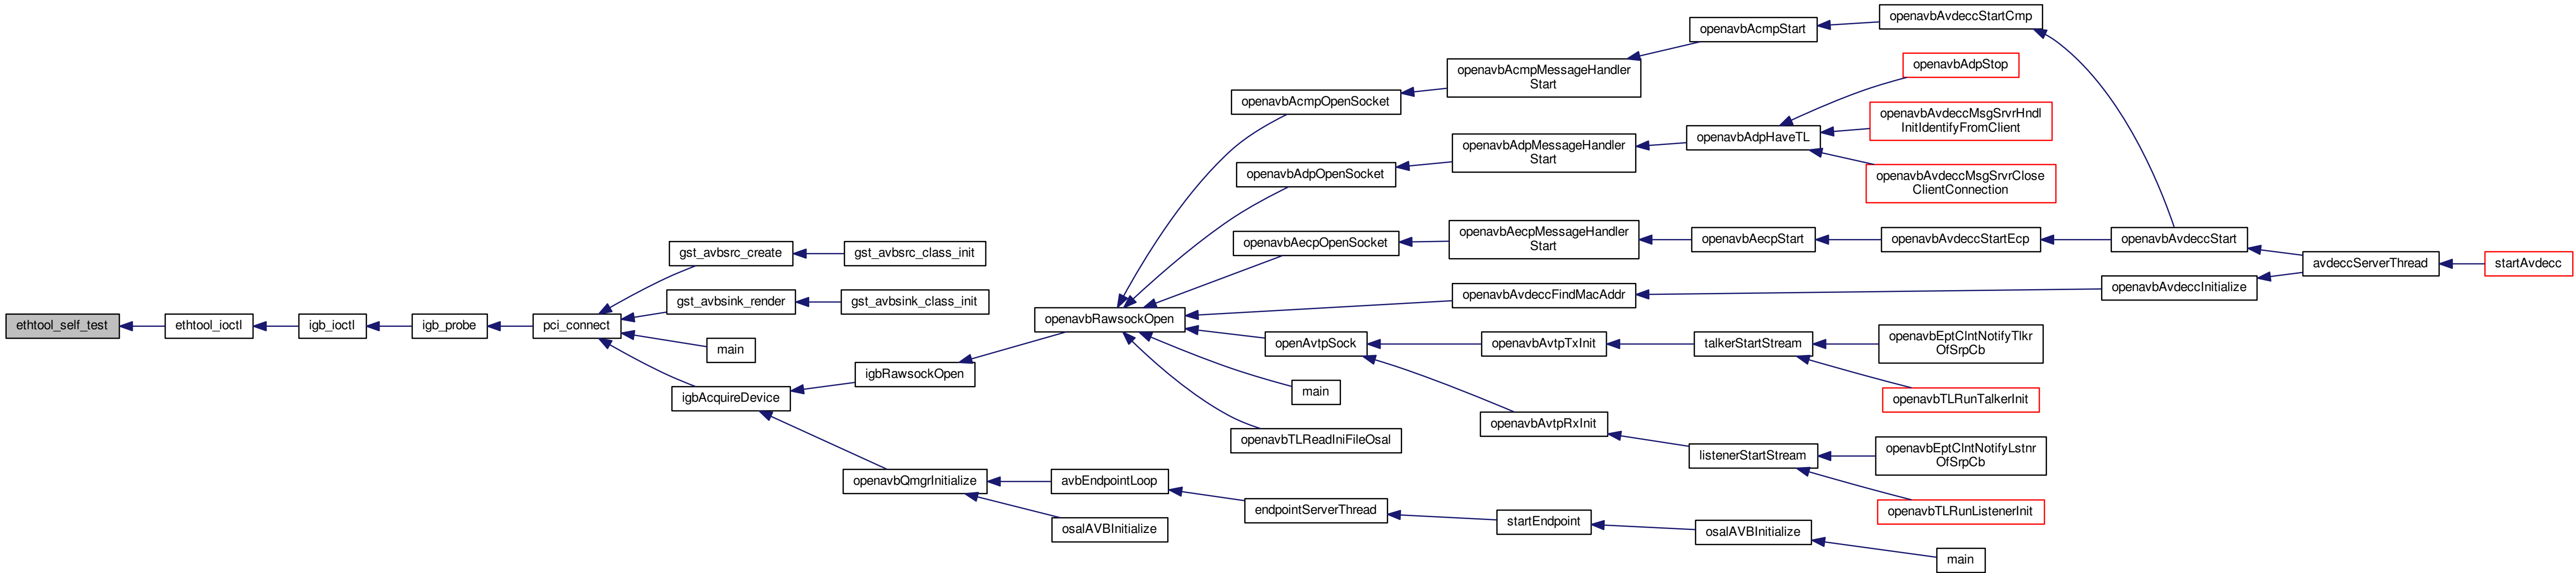 openavbAvdeccStartCmp
openavbAcmpStart
openavbAdpStop
openavbAcmpMessageHandler
Start
openavbAcmpOpenSocket
openavbAvdeccMsgSrvrHndl
InitIdentifyFromClient
openavbAdpHaveTL
openavbAdpMessageHandler
Start
openavbAdpOpenSocket
openavbAvdeccMsgSrvrClose
ClientConnection
openavbAecpOpenSocket
openavbAecpMessageHandler
Start
openavbAecpStart
openavbAvdeccStartEcp
openavbAvdeccStart
gst_avbsrc_create
gst_avbsrc_class_init
avdeccServerThread
startAvdecc
openavbAvdeccFindMacAddr
openavbAvdeccInitialize
gst_avbsink_render
gst_avbsink_class_init
openavbRawsockOpen
ethtool_self_test
ethtool_ioctl
igb_ioctl
igb_probe
pci_connect
main
openAvtpSock
openavbAvtpTxInit
talkerStartStream
openavbEptClntNotifyTlkr
OfSrpCb
igbRawsockOpen
igbAcquireDevice
main
openavbTLRunTalkerInit
openavbAvtpRxInit
openavbTLReadIniFileOsal
listenerStartStream
openavbEptClntNotifyLstnr
OfSrpCb
openavbQmgrInitialize
avbEndpointLoop
endpointServerThread
openavbTLRunListenerInit
osalAVBInitialize
startEndpoint
osalAVBInitialize
main